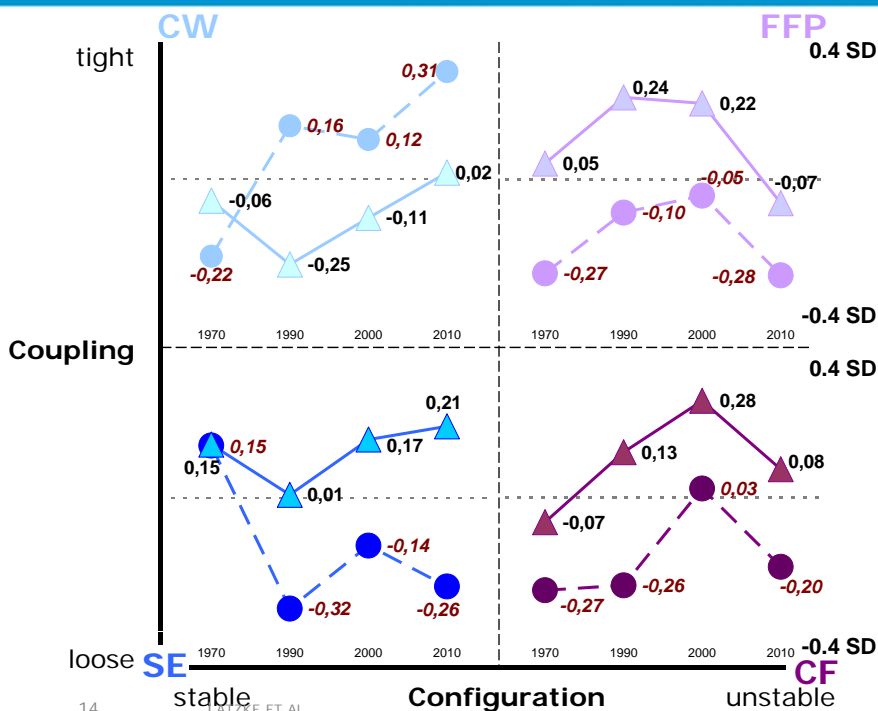 CW
FFP
tight
0.4 SD
0,31
0,24
0,16
0,22
0,12
0,05
0,02
-0,05
-0,07
-0,06
-0,11
-0,10
-0,22
-0,25
-0,27
-0,28
-0.4 SD
1970 1990 2000 2010 1970 1990 2000 2010
Coupling
0.4 SD
0,21
0,28
0,15
0,17
0,13
0,15
0,08
0,01
0,03
-0,07
-0,14
-0,32
-0,26
-0,27
-0,26
-0,20
1970 1990 2000 2010 1970 1990 2000 2010
-0.4 SD
loose SE
CF
stable Configuration unstable
14 LATZKE ET AL